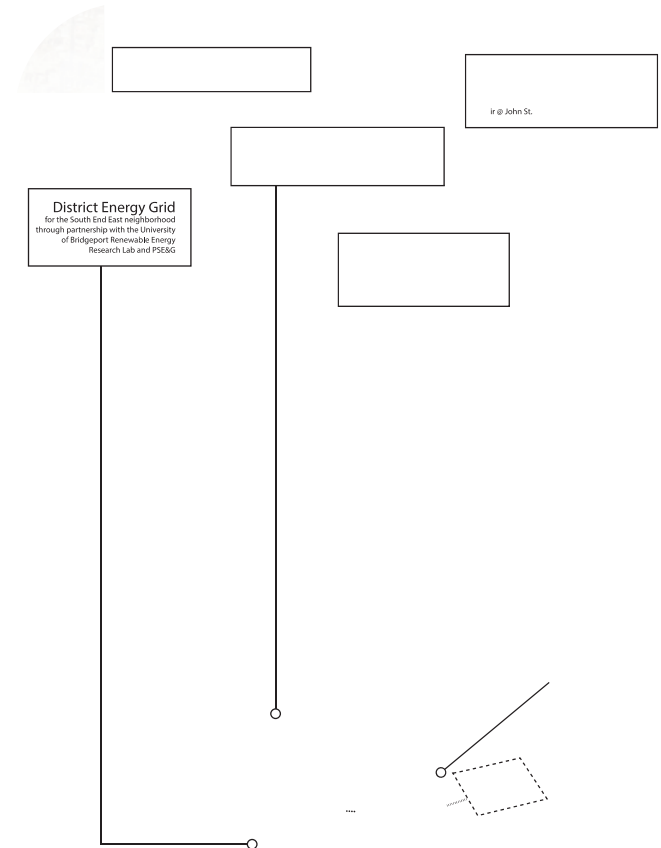 ir @ John St.
District Energy Grid
for the South End East neighborhood
through partnership with the University
of Bridgeport Renewable Energy
Research Lab and PSE&G